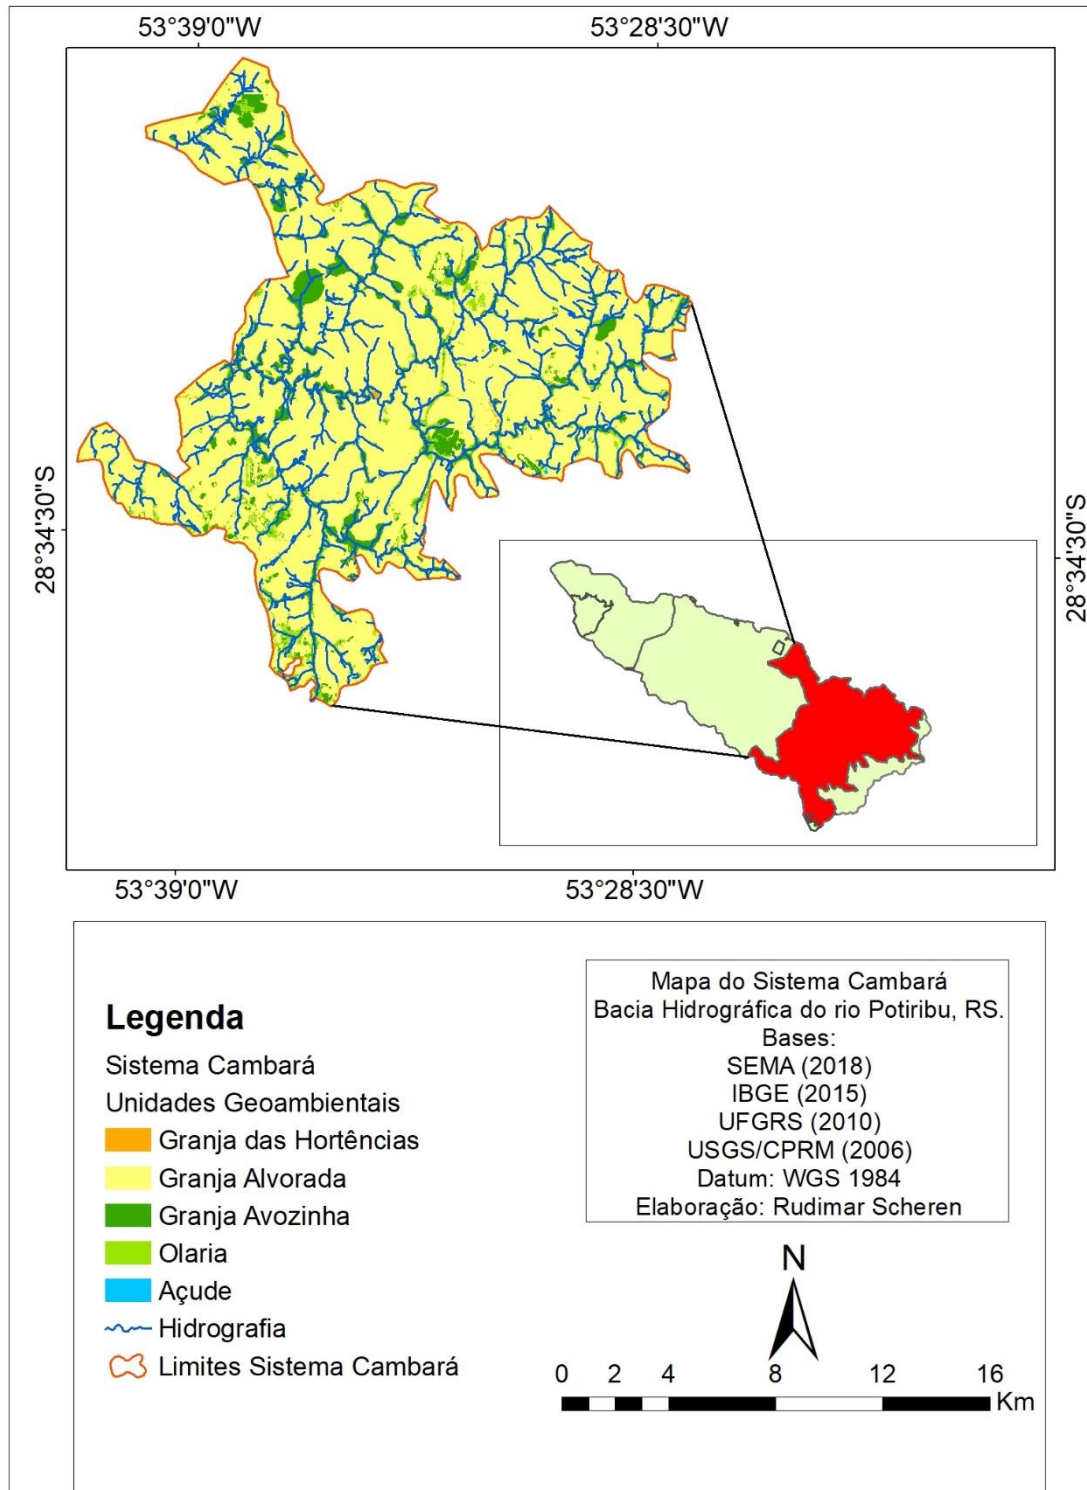 53°39'0"W
53°28'30"W
28°34'30"S
28°34'30"S
53°39'0"W
53°28'30"W
Legenda
Sistema Cambará
Unidades Geoambientais
Granja das Hortências
Granja Alvorada
Granja Avozinha
Olaria
Açude
Hidrografia
Limites Sistema Cambará
Mapa do Sistema Cambará
Bacia Hidrográfica do rio Potiribu, RS.
Bases:
SEMA (2018)
IBGE (2015)
UFGRS (2010)
USGS/CPRM (2006)
Datum: WGS 1984
Elaboração: Rudimar Scheren
N
0 2 4 8 12 16
Km